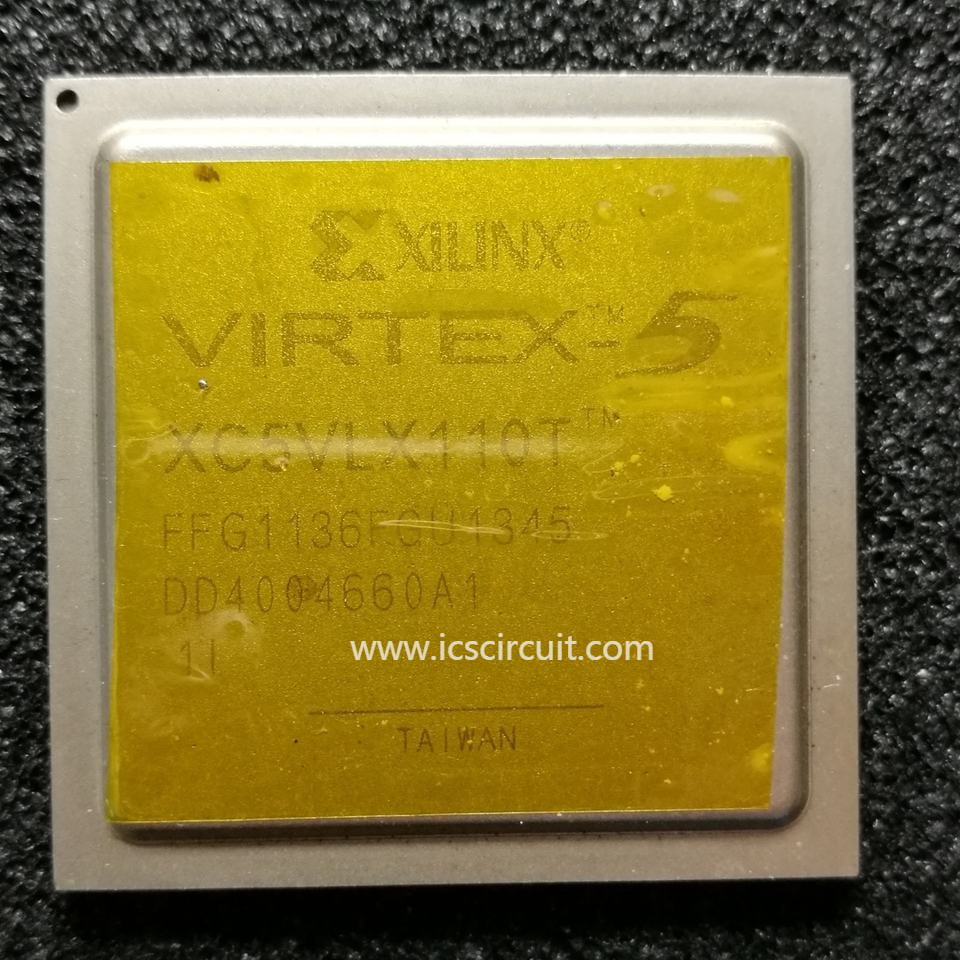 XILINX®
VIRTEX™-5
XC5VLX110T™
FFG1136FGU1345
DD4004660A1
1I
www.icscircuit.com
TAIWAN